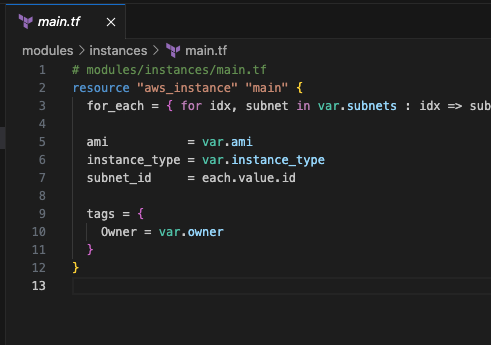 main.tf ×
modules > instances > main.tf
1 # modules/instances/main.tf
2 resource "aws_instance" "main" {
3 for_each = { for idx, subnet in var.subnets : idx => sub
4
5 ami = var.ami
6 instance_type = var.instance_type
7 subnet_id = each.value.id
8
9 tags = {
10 Owner = var.owner
11 }
12 }
13